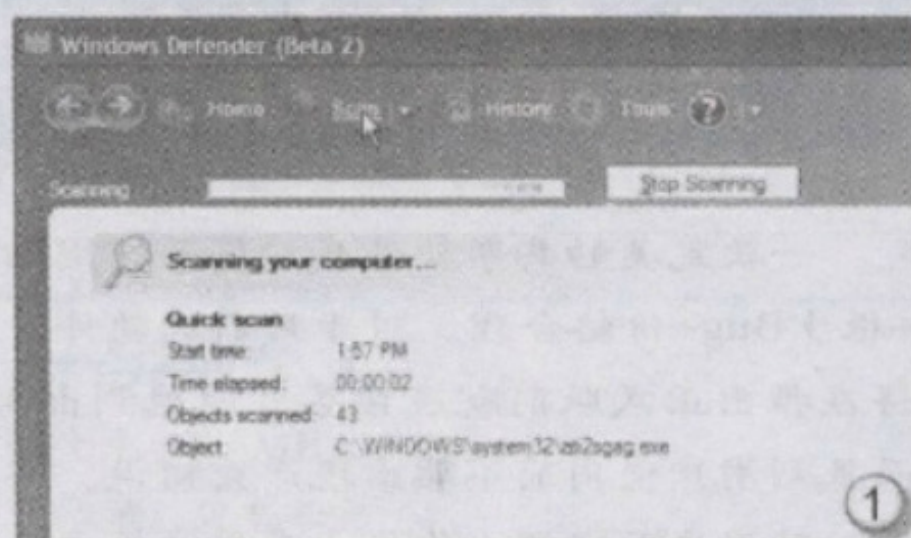 Windows Defender (Beta 2)
Home Scan History Tools ?
Scanning Stop Scanning
Scanning your computer...
Quick scan
Start time: 1:57 PM
Time elapsed: 00:00:02
Objects scanned: 43
Object: C:\WINDOWS\system32\
1